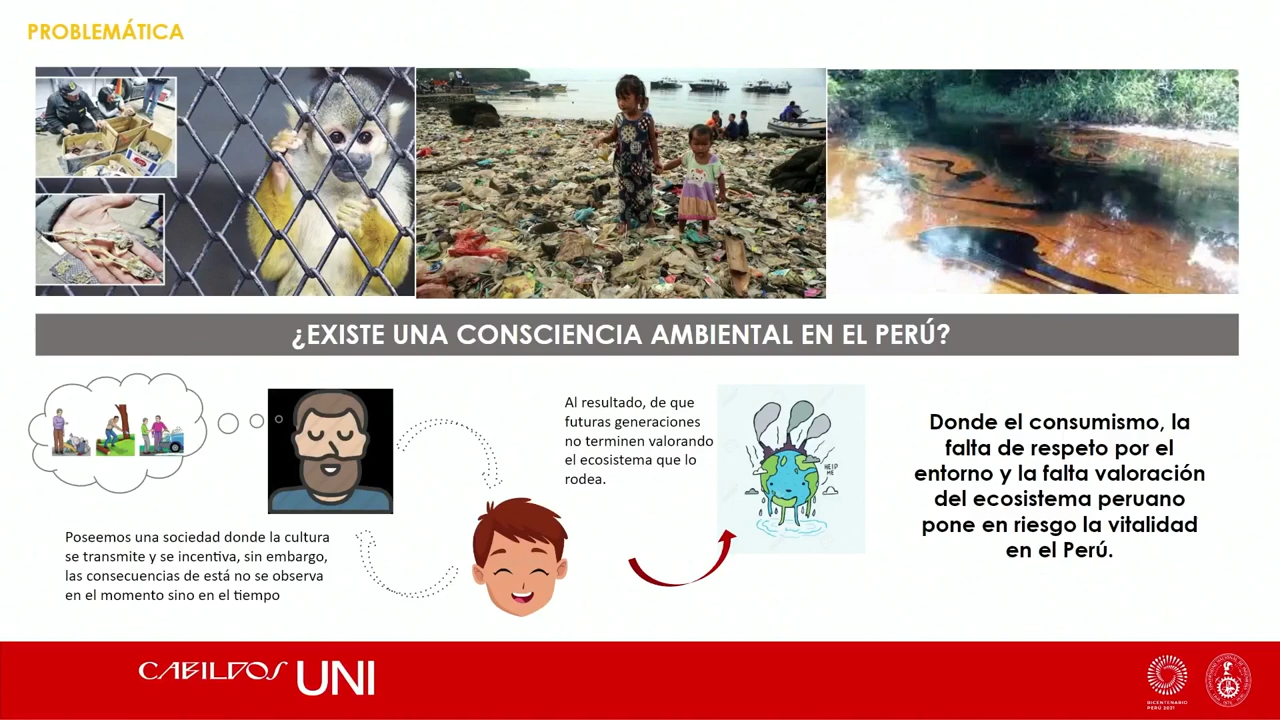 PROBLEMÁTICA
¿EXISTE UNA CONSCIENCIA AMBIENTAL EN EL PERÚ?
Al resultado, de que
futuras generaciones
no terminen valorando
el ecosistema que lo
rodea.
HELP
ME
Donde el consumismo, la
falta de respeto por el
entorno y la falta valoración
del ecosistema peruano
pone en riesgo la vitalidad
en el Perú.
Poseemos una sociedad donde la cultura
se transmite y se incentiva, sin embargo,
las consecuencias de está no se observa
en el momento sino en el tiempo
CABILDOS UNI
BICENTENARIO
PERÚ 2021